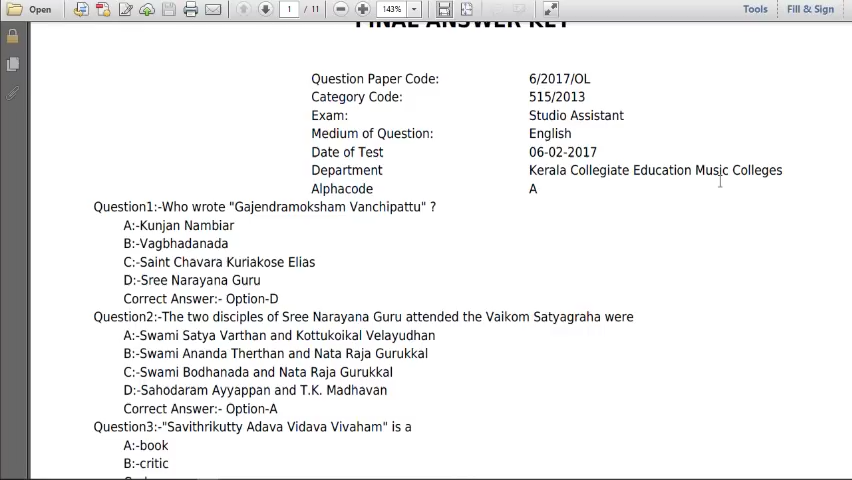 Open
1
/ 11
143%
Tools
Fill & Sign
FINAL ANSWER KEY
Question Paper Code: 6/2017/OL
Category Code: 515/2013
Exam: Studio Assistant
Medium of Question: English
Date of Test 06-02-2017
Department Kerala Collegiate Education Music Colleges
Alphacode A
Question1:-Who wrote "Gajendramoksham Vanchipattu" ?
A:-Kunjan Nambiar
B:-Vagbhadanada
C:-Saint Chavara Kuriakose Elias
D:-Sree Narayana Guru
Correct Answer:- Option-D
Question2:-The two disciples of Sree Narayana Guru attended the Vaikom Satyagraha were
A:-Swami Satya Varthan and Kottukoikal Velayudhan
B:-Swami Ananda Therthan and Nata Raja Gurukkal
C:-Swami Bodhanada and Nata Raja Gurukkal
D:-Sahodaram Ayyappan and T.K. Madhavan
Correct Answer:- Option-A
Question3:-"Savithrikutty Adava Vidava Vivaham" is a
A:-book
B:-critic